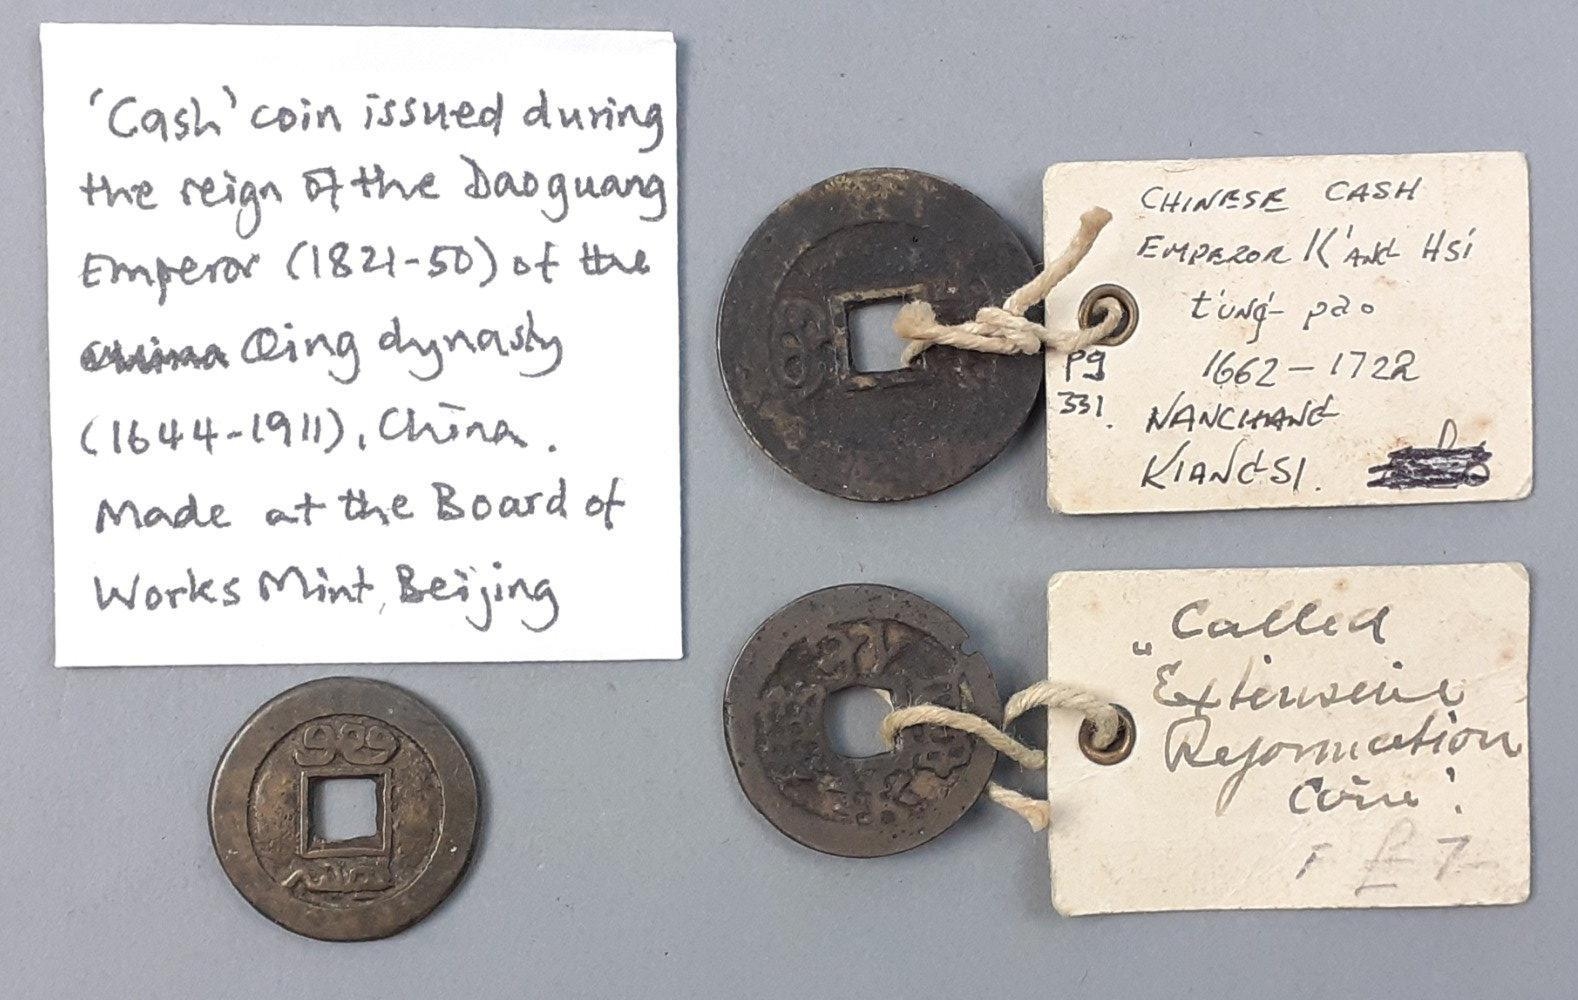 'Cash' coin issued during
the reign of the Daoguang
Emperor (1821-50) of the
Qing dynasty
(1644-1911), China.
Made at the Board of
Works Mint, Beijing
CHINESE CASH
EMPEROR K'ANG HSI
t'ung- pao
1662-1722
NANCHANG
KIANGSI.
pg
331.
Called
"Extensive
Reformation
Coin".
£7-